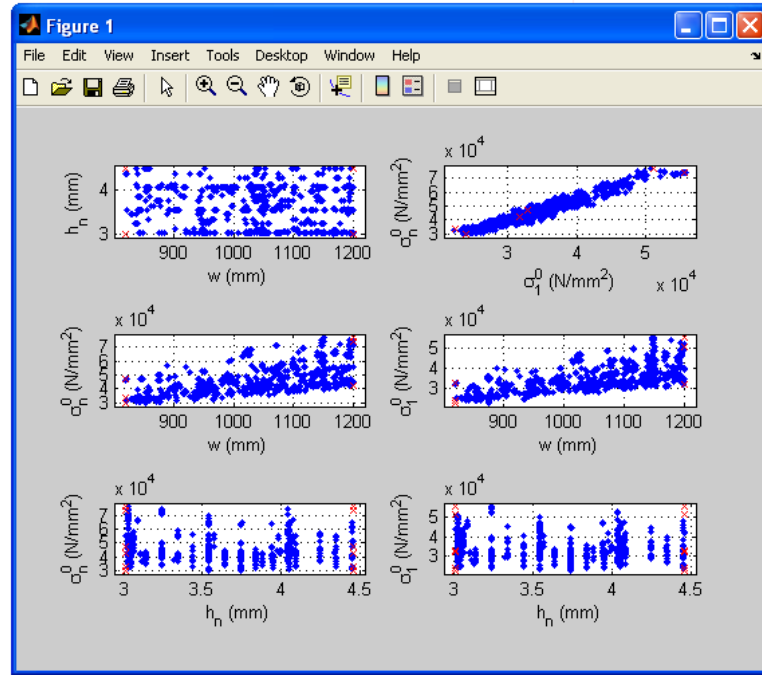 Figure 1
File Edit View Insert Tools Desktop Window Help
4
3
h_n (mm)
900 1000 1100 1200
w (mm)
x 10^4
7
6
5
4
3
σ_n^0 (N/mm^2)
3 4 5
σ_1^0 (N/mm^2)
x 10^4
x 10^4
7
6
5
4
3
σ_n^0 (N/mm^2)
900 1000 1100 1200
w (mm)
x 10^4
5
4
3
σ_1^0 (N/mm^2)
900 1000 1100 1200
w (mm)
x 10^4
7
6
5
4
3
σ_n^0 (N/mm^2)
3 3.5 4 4.5
h_n (mm)
x 10^4
5
4
3
σ_1^0 (N/mm^2)
3 3.5 4 4.5
h_n (mm)